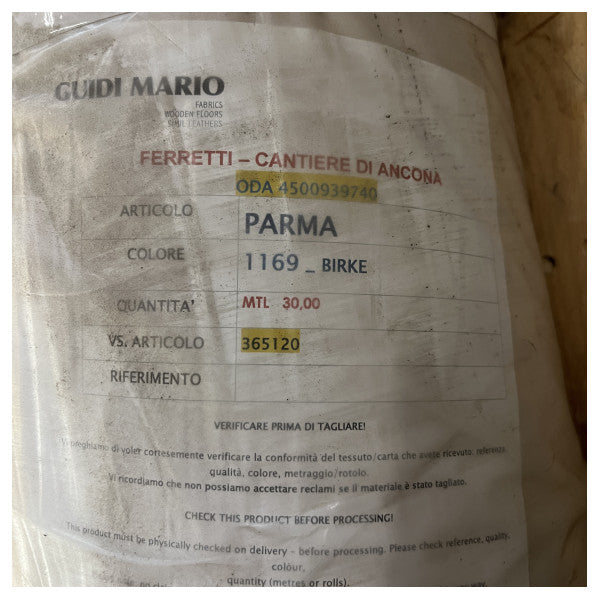 GUIDI MARIO
FABRICS
WOODEN FLOORS
SIMIL LEATHERS
FERRETTI – CANTIERE DI ANCONA
ODA 4500939740
ARTICOLO PARMA
COLORE 1169 _ BIRKE
QUANTITA' MTL 30,00
VS. ARTICOLO 365120
RIFERIMENTO
VERIFICARE PRIMA DI TAGLIARE!
Vi preghiamo di voler cortesemente verificare la conformità del tessuto/carta che avete ricevuto: referenza,
qualità, colore, metraggio/rotolo.
Vi ricordiamo che non possiamo accettare reclami se il materiale è stato tagliato.
CHECK THIS PRODUCT BEFORE PROCESSING!
This product must be physically checked on delivery – before processing. Please check reference, quality,
colour,
quantity (metres or rolls).